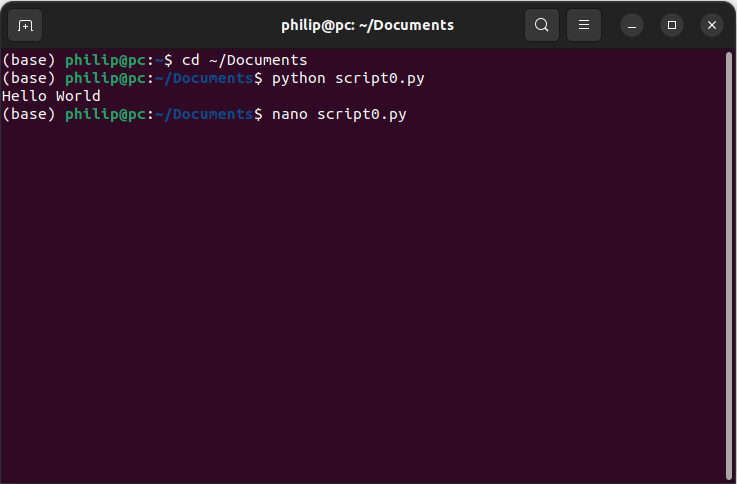 philip@pc: ~/Documents
(base) philip@pc:~$ cd ~/Documents
(base) philip@pc:~/Documents$ python script0.py
Hello World
(base) philip@pc:~/Documents$ nano script0.py